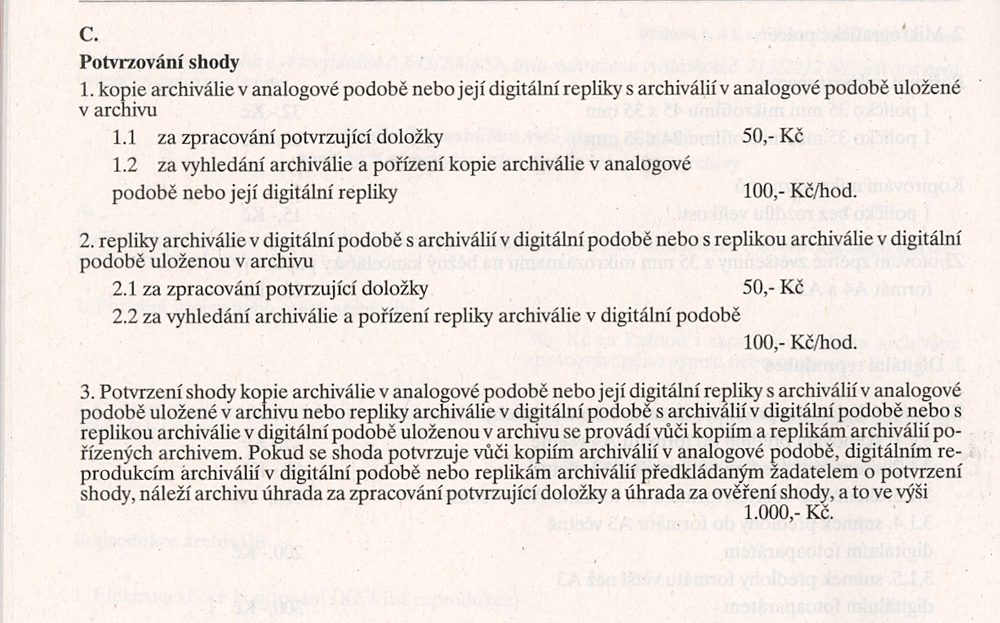 C.
Potvrzování shody
1. kopie archiválie v analogové podobě nebo její digitální repliky s archiválií v analogové podobě uložené
v archivu
1.1 za zpracování potvrzující doložky 50,- Kč
1.2 za vyhledání archiválie a pořízení kopie archiválie v analogové
podobě nebo její digitální repliky 100,- Kč/hod.
2. repliky archiválie v digitální podobě s archiválií v digitální podobě nebo s replikou archiválie v digitální
podobě uloženou v archivu
2.1 za zpracování potvrzující doložky 50,- Kč
2.2 za vyhledání archiválie a pořízení repliky archiválie v digitální podobě
100,- Kč/hod.
3. Potvrzení shody kopie archiválie v analogové podobě nebo její digitální repliky s archiválií v analogové
podobě uložené v archivu nebo repliky archiválie v digitální podobě s archiválií v digitální podobě nebo s
replikou archiválie v digitální podobě uloženou v archivu se provádí vůči kopiím a replikám archiválií po-
řízených archivem. Pokud se shoda potvrzuje vůči kopiím archiválií v analogové podobě, digitálním re-
produkcím archiválií v digitální podobě nebo replikám archiválií předkládaným žadatelem o potvrzení
shody, náleží archivu úhrada za zpracování potvrzující doložky a úhrada za ověření shody, a to ve výši
1.000,- Kč.